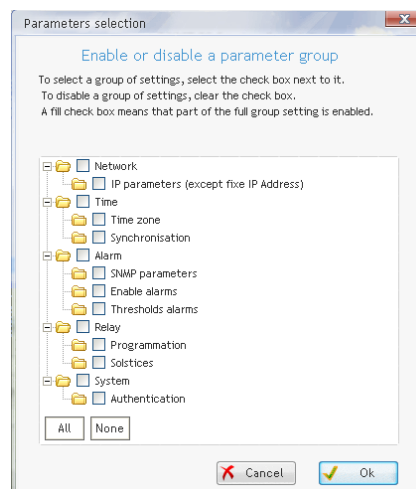 Parameters selection
Enable or disable a parameter group
To select a group of settings, select the check box next to it.
To disable a group of settings, clear the check box.
A fill check box means that part of the full group setting is enabled.
Network
IP parameters (except fixe IP Address)
Time
Time zone
Synchronisation
Alarm
SNMP parameters
Enable alarms
Thresholds alarms
Relay
Programmation
Solstices
System
Authentication
All None
Cancel Ok